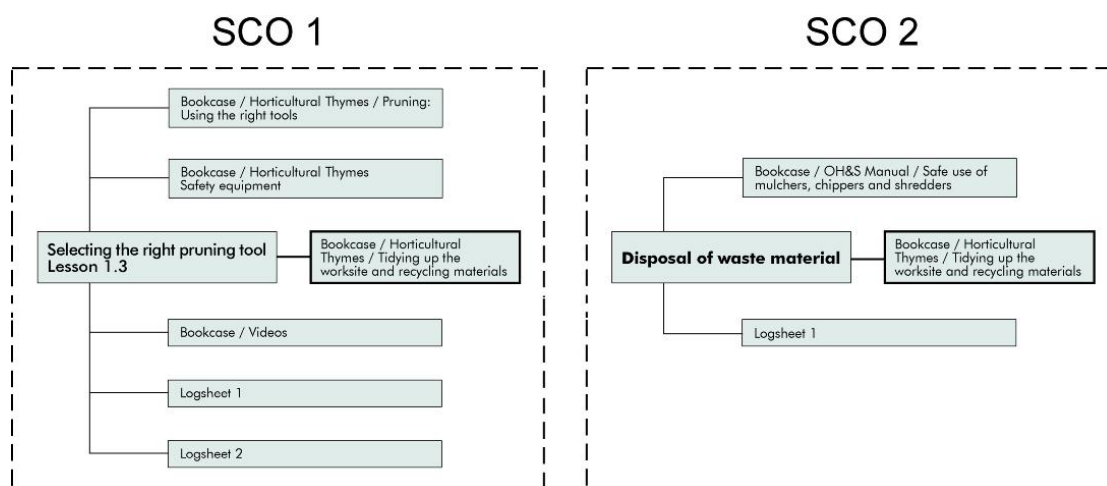 SCO 1
Bookcase / Horticultural Thymes / Pruning:
Using the right tools
Bookcase / Horticultural Thymes
Safety equipment
Selecting the right pruning tool
Lesson 1.3
Bookcase / Horticultural
Thymes / Tidying up the
worksite and recycling materials
Bookcase / Videos
Logsheet 1
Logsheet 2
SCO 2
Bookcase / OH&S Manual / Safe use of
mulchers, chippers and shredders
Disposal of waste material
Bookcase / Horticultural
Thymes / Tidying up the
worksite and recycling materials
Logsheet 1